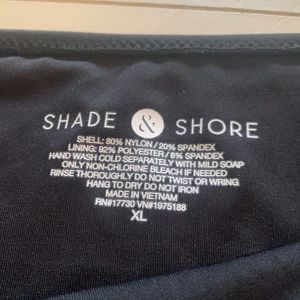 SHADE & SHORE
SHELL: 80% NYLON / 20% SPANDEX
LINING: 92% POLYESTER / 8% SPANDEX
HAND WASH COLD SEPARATELY WITH MILD SOAP
ONLY NON-CHLORINE BLEACH IF NEEDED
RINSE THOROUGHLY DO NOT TWIST OR WRING
HANG TO DRY DO NOT IRON
MADE IN VIETNAM
RN#17730 VN#1975188
XL